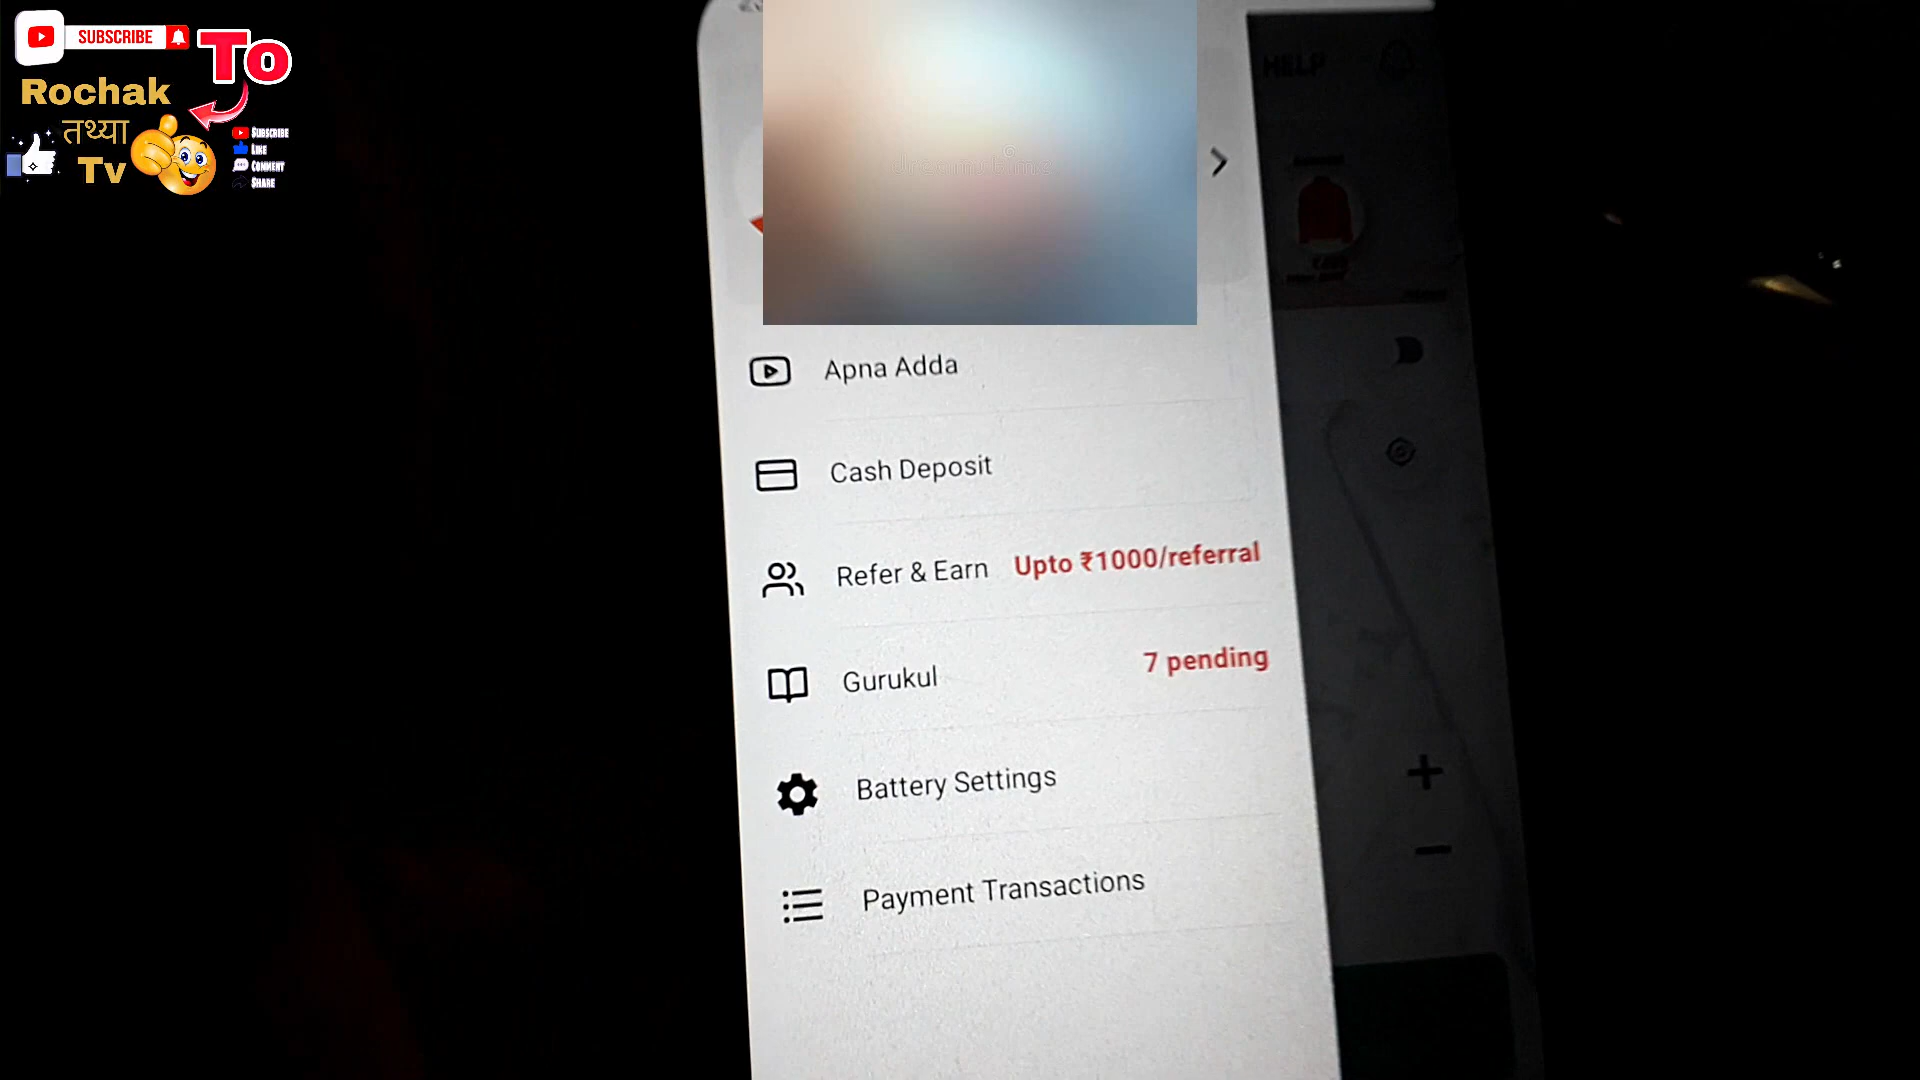 SUBSCRIBE
To
Rochak
तथ्या
Tv
SUBSCRIBE
LIKE
COMMENT
SHARE
HELP
Apna Adda
Cash Deposit
Refer & Earn Upto ₹1000/referral
Gurukul 7 pending
Battery Settings
Payment Transactions